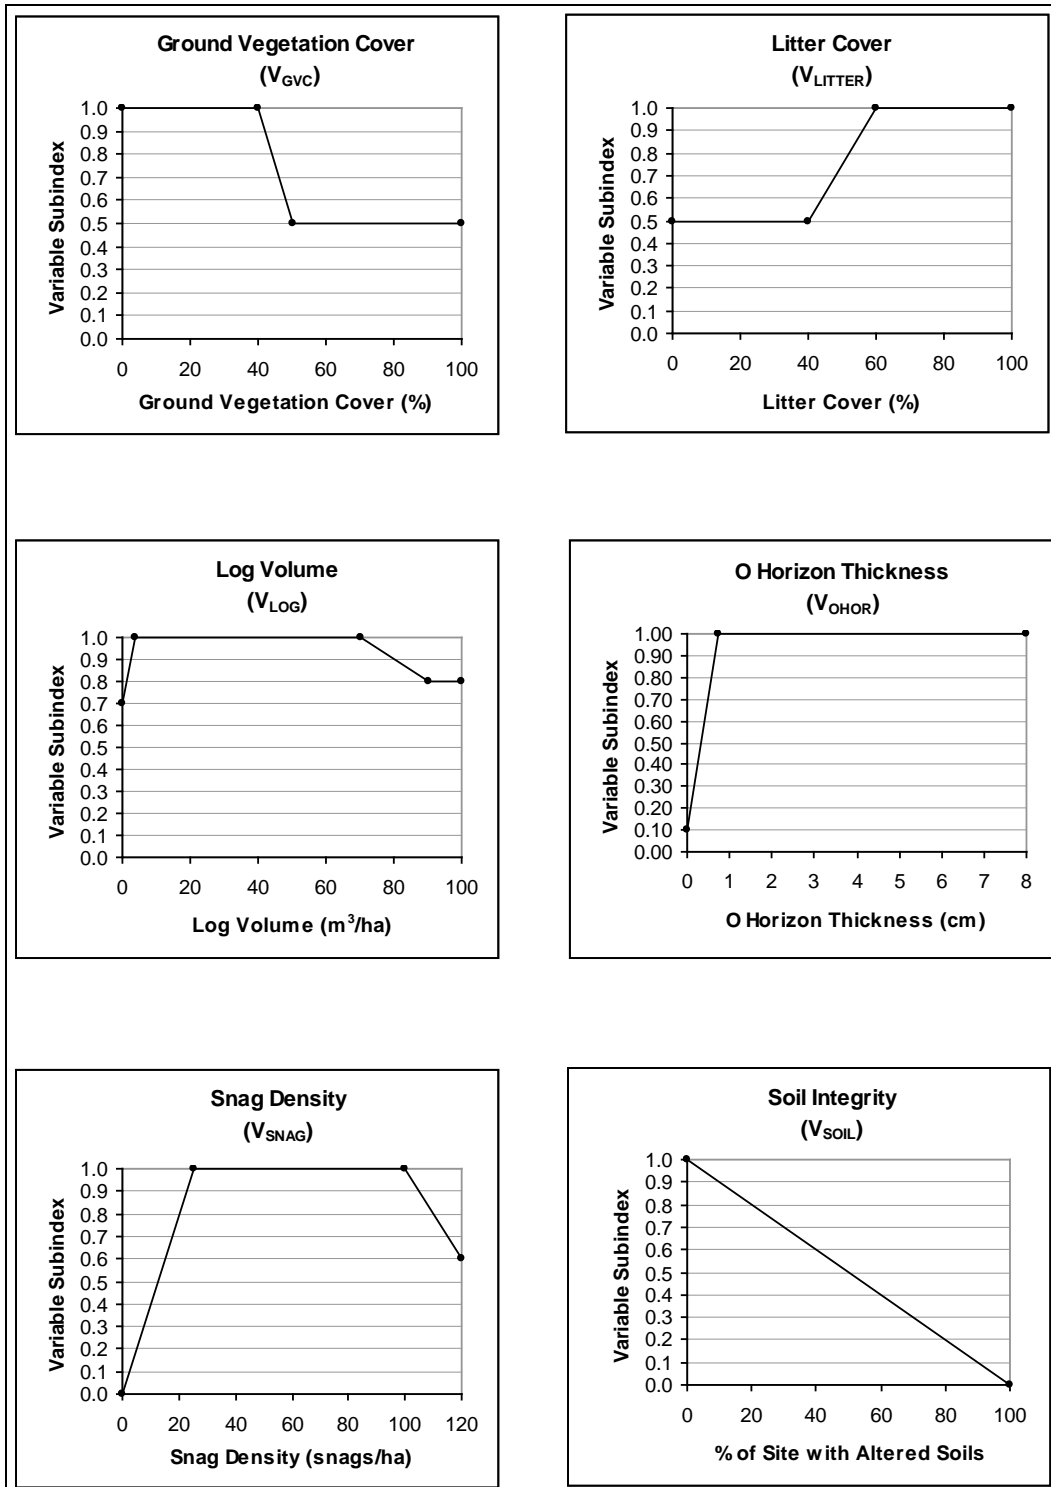 Ground Vegetation Cover
(V_GVC)
Variable Subindex
1.0
0.9
0.8
0.7
0.6
0.5
0.4
0.3
0.2
0.1
0.0
0 20 40 60 80 100
Ground Vegetation Cover (%)
Litter Cover
(V_LITTER)
Variable Subindex
1.0
0.9
0.8
0.7
0.6
0.5
0.4
0.3
0.2
0.1
0.0
0 20 40 60 80 100
Litter Cover (%)
Log Volume
(V_LOG)
Variable Subindex
1.0
0.9
0.8
0.7
0.6
0.5
0.4
0.3
0.2
0.1
0.0
0 20 40 60 80 100
Log Volume (m³/ha)
O Horizon Thickness
(V_OHOR)
Variable Subindex
1.00
0.90
0.80
0.70
0.60
0.50
0.40
0.30
0.20
0.10
0.00
0 1 2 3 4 5 6 7 8
O Horizon Thickness (cm)
Snag Density
(V_SNAG)
Variable Subindex
1.0
0.9
0.8
0.7
0.6
0.5
0.4
0.3
0.2
0.1
0.0
0 20 40 60 80 100 120
Snag Density (snags/ha)
Soil Integrity
(V_SOIL)
Variable Subindex
1.0
0.9
0.8
0.7
0.6
0.5
0.4
0.3
0.2
0.1
0.0
0 20 40 60 80 100
% of Site with Altered Soils